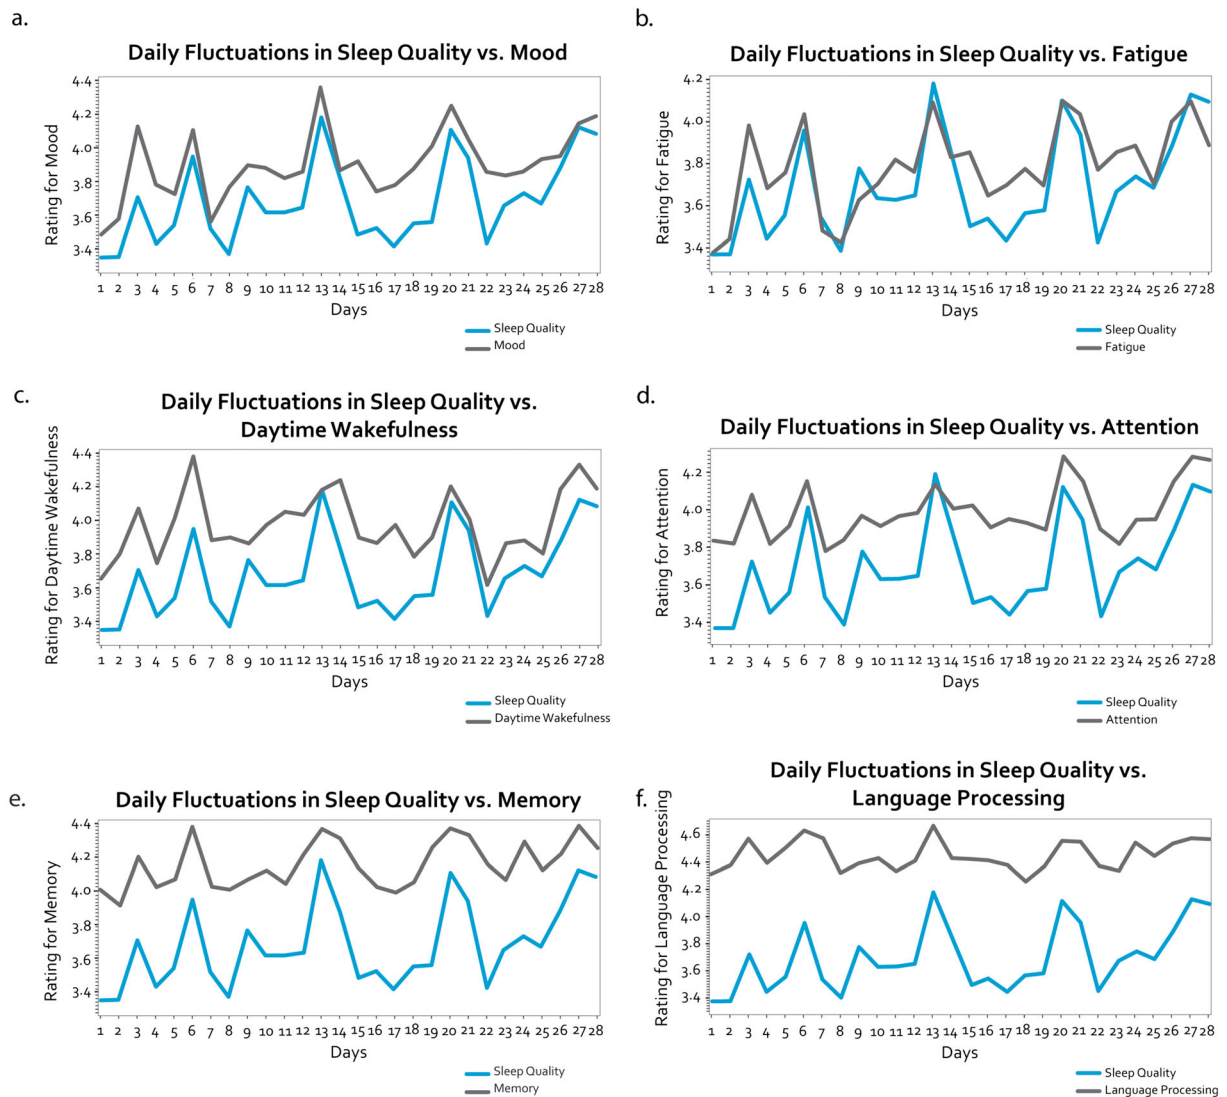 a.
Daily Fluctuations in Sleep Quality vs. Mood
Rating for Mood
4.4
4.2
4.0
3.8
3.6
3.4
1 2 3 4 5 6 7 8 9 10 11 12 13 14 15 16 17 18 19 20 21 22 23 24 25 26 27 28
Days
Sleep Quality
Mood
b.
Daily Fluctuations in Sleep Quality vs. Fatigue
Rating for Fatigue
4.2
4.0
3.8
3.6
3.4
1 2 3 4 5 6 7 8 9 10 11 12 13 14 15 16 17 18 19 20 21 22 23 24 25 26 27 28
Days
Sleep Quality
Fatigue
c.
Daily Fluctuations in Sleep Quality vs.
Daytime Wakefulness
Rating for Daytime Wakefulness
4.4
4.2
4.0
3.8
3.6
3.4
1 2 3 4 5 6 7 8 9 10 11 12 13 14 15 16 17 18 19 20 21 22 23 24 25 26 27 28
Days
Sleep Quality
Daytime Wakefulness
d.
Daily Fluctuations in Sleep Quality vs. Attention
Rating for Attention
4.2
4.0
3.8
3.6
3.4
1 2 3 4 5 6 7 8 9 10 11 12 13 14 15 16 17 18 19 20 21 22 23 24 25 26 27 28
Days
Sleep Quality
Attention
e.
Daily Fluctuations in Sleep Quality vs. Memory
Rating for Memory
4.4
4.2
4.0
3.8
3.6
3.4
1 2 3 4 5 6 7 8 9 10 11 12 13 14 15 16 17 18 19 20 21 22 23 24 25 26 27 28
Days
Sleep Quality
Memory
f.
Daily Fluctuations in Sleep Quality vs.
Language Processing
Rating for Language Processing
4.6
4.4
4.2
4.0
3.8
3.6
3.4
1 2 3 4 5 6 7 8 9 10 11 12 13 14 15 16 17 18 19 20 21 22 23 24 25 26 27 28
Days
Sleep Quality
Language Processing